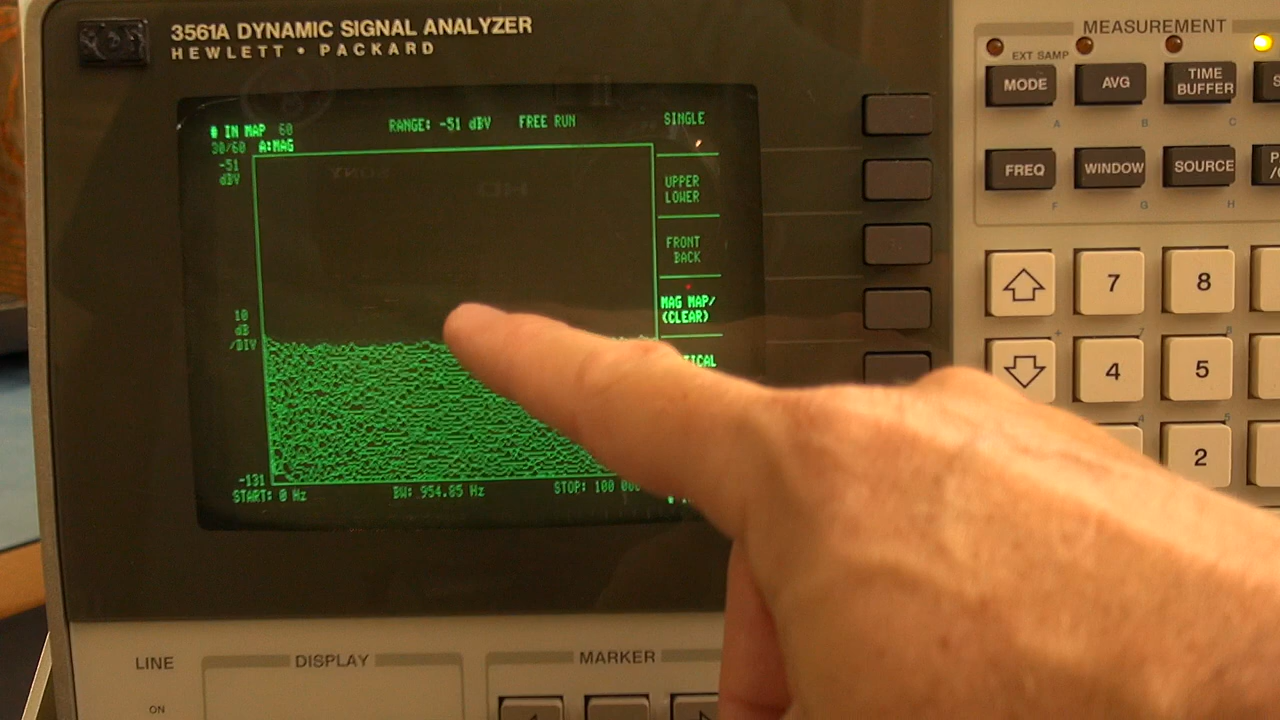 3561A DYNAMIC SIGNAL ANALYZER
HEWLETT • PACKARD
# IN MAP 60
30/60 A:MAG
RANGE: -51 dBV
FREE RUN
-51
dBV
10
dB
/DIV
-131
START: 0 Hz
BW: 954.85 Hz
STOP: 100
SINGLE
UPPER
LOWER
FRONT
BACK
MAG MAP/
(CLEAR)
SONY
HD
MEASUREMENT
EXT SAMP
MODE
AVG
TIME
BUFFER
A
B
C
FREQ
WINDOW
SOURCE
F
G
H
7
8
4
5
2
LINE
ON
DISPLAY
MARKER